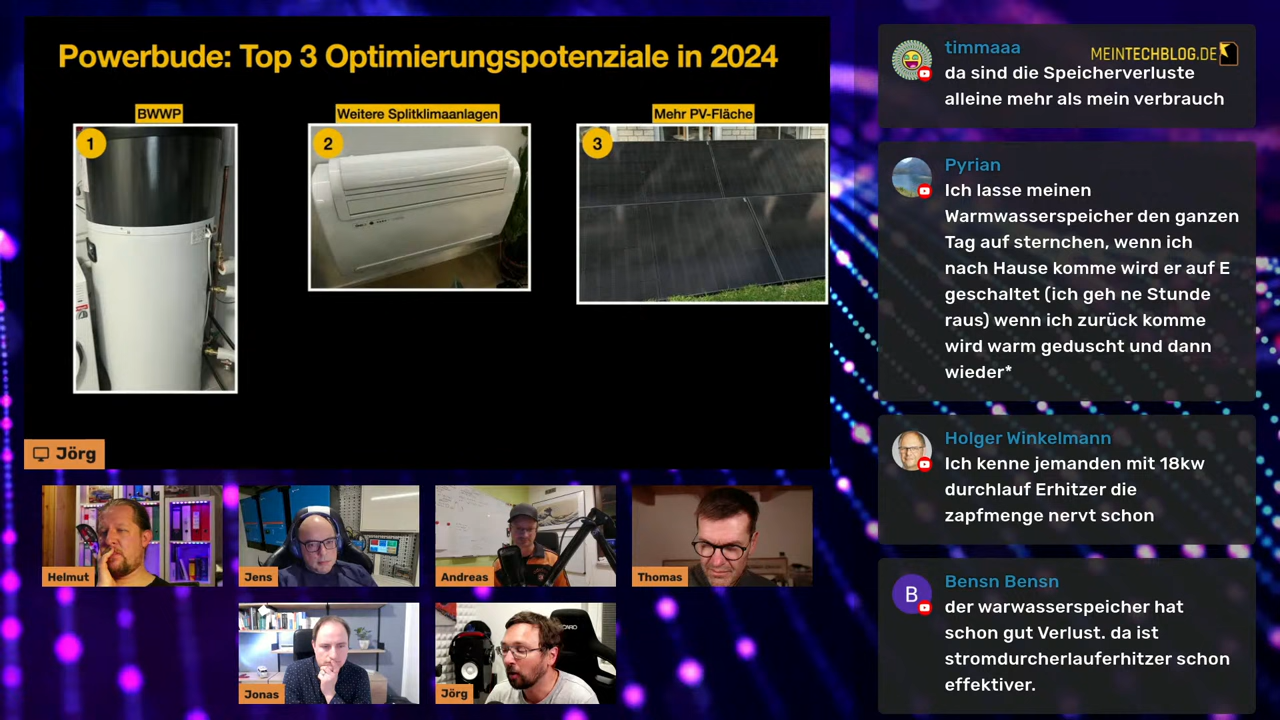 Powerbude: Top 3 Optimierungspotenziale in 2024
BWWP
1
Weitere Splitklimaanlagen
2
Mehr PV-Fläche
3
Jörg
Helmut
Jens
Andreas
Thomas
Jonas
Jörg
MEINTECHBLOG.DE
timmaaa
da sind die Speicherverluste
alleine mehr als mein verbrauch
Pyrian
Ich lasse meinen
Warmwasserspeicher den ganzen
Tag auf sternchen, wenn ich
nach Hause komme wird er auf E
geschaltet (ich geh ne Stunde
raus) wenn ich zurück komme
wird warm geduscht und dann
wieder*
Holger Winkelmann
Ich kenne jemanden mit 18kw
durchlauf Erhitzer die
zapfmenge nervt schon
B
Bensn Bensn
der warwasserspeicher hat
schon gut Verlust. da ist
stromdurcherlauferhitzer schon
effektiver.